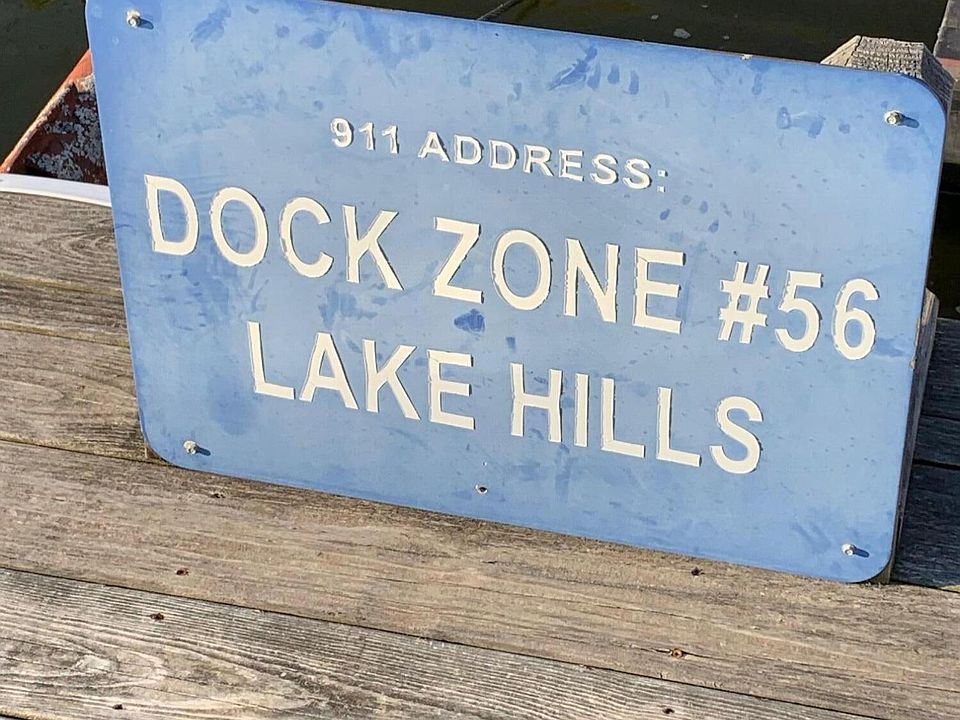 911 ADDRESS:
DOCK ZONE #56
LAKE HILLS